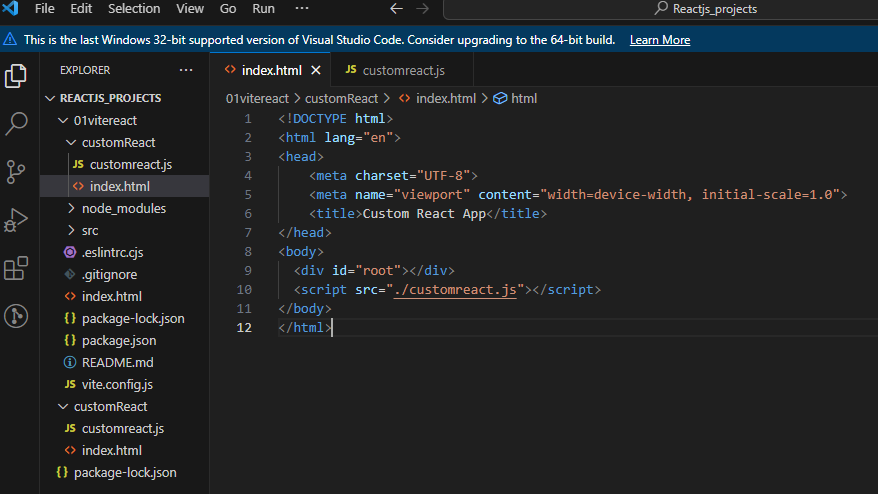 File Edit Selection View Go Run ··· ← → Reactjs_projects
This is the last Windows 32-bit supported version of Visual Studio Code. Consider upgrading to the 64-bit build. Learn More
EXPLORER ···
REACTJS_PROJECTS
01vitereact
customReact
JS customreact.js
<> index.html
node_modules
src
.eslintrc.cjs
.gitignore
<> index.html
{} package-lock.json
{} package.json
README.md
JS vite.config.js
customReact
JS customreact.js
<> index.html
{} package-lock.json
<> index.html × JS customreact.js
01vitereact > customReact > <> index.html > html
1 <!DOCTYPE html>
2 <html lang="en">
3 <head>
4 <meta charset="UTF-8">
5 <meta name="viewport" content="width=device-width, initial-scale=1.0">
6 <title>Custom React App</title>
7 </head>
8 <body>
9 <div id="root"></div>
10 <script src="./customreact.js"></script>
11 </body>
12 </html>